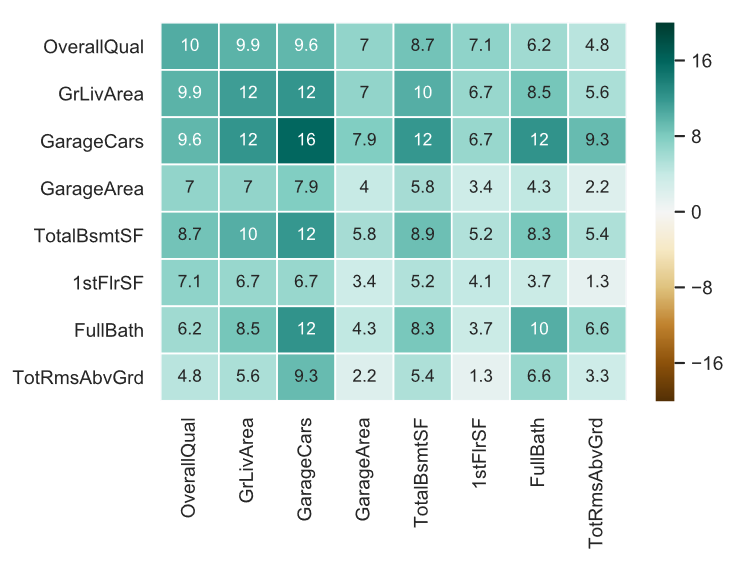 OverallQual 10 9.9 9.6 7 8.7 7.1 6.2 4.8
GrLivArea 9.9 12 12 7 10 6.7 8.5 5.6
GarageCars 9.6 12 16 7.9 12 6.7 12 9.3
GarageArea 7 7 7.9 4 5.8 3.4 4.3 2.2
TotalBsmtSF 8.7 10 12 5.8 8.9 5.2 8.3 5.4
1stFlrSF 7.1 6.7 6.7 3.4 5.2 4.1 3.7 1.3
FullBath 6.2 8.5 12 4.3 8.3 3.7 10 6.6
TotRmsAbvGrd 4.8 5.6 9.3 2.2 5.4 1.3 6.6 3.3
OverallQual
GrLivArea
GarageCars
GarageArea
TotalBsmtSF
1stFlrSF
FullBath
TotRmsAbvGrd
16
8
0
−8
−16